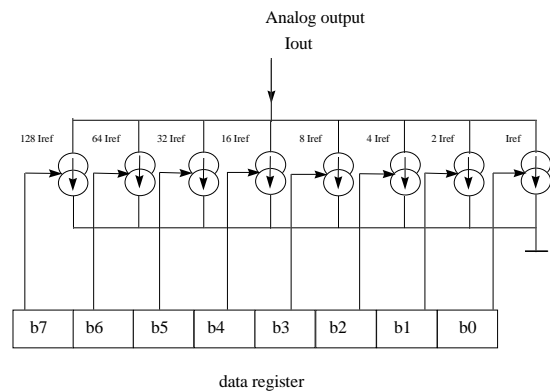 Analog output
Iout
128 Iref 64 Iref 32 Iref 16 Iref 8 Iref 4 Iref 2 Iref Iref
b7 b6 b5 b4 b3 b2 b1 b0
data register